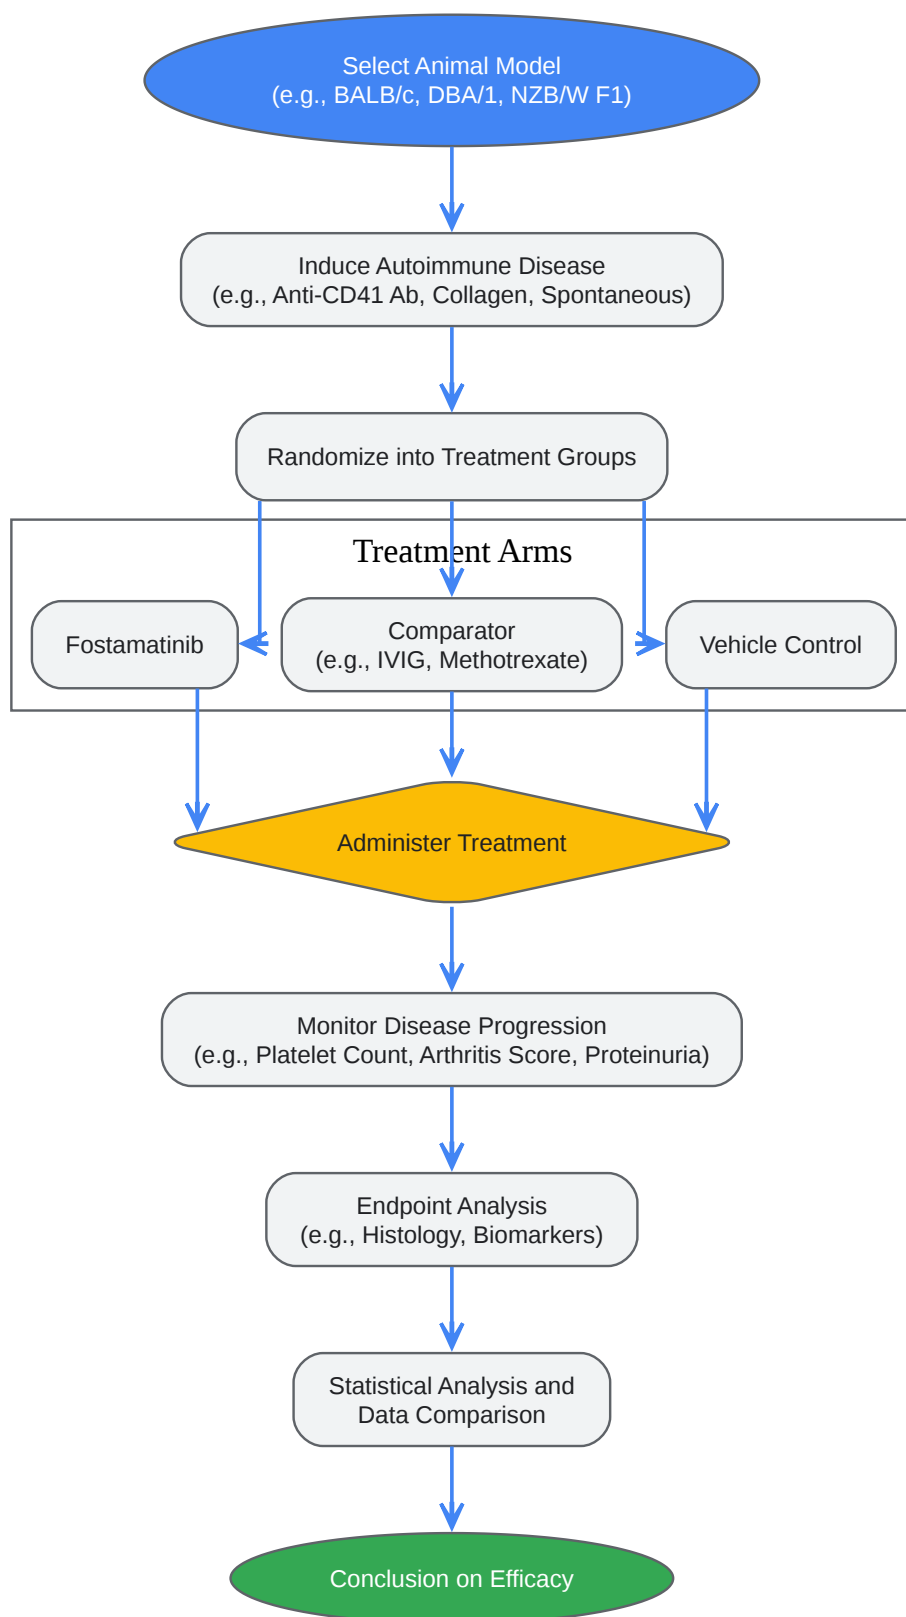 Select Animal Model
(e.g., BALB/c, DBA/1, NZB/W F1)
Induce Autoimmune Disease
(e.g., Anti-CD41 Ab, Collagen, Spontaneous)
Randomize into Treatment Groups
Treatment Arms
Fostamatinib
Comparator
(e.g., IVIG, Methotrexate)
Vehicle Control
Administer Treatment
Monitor Disease Progression
(e.g., Platelet Count, Arthritis Score, Proteinuria)
Endpoint Analysis
(e.g., Histology, Biomarkers)
Statistical Analysis and
Data Comparison
Conclusion on Efficacy